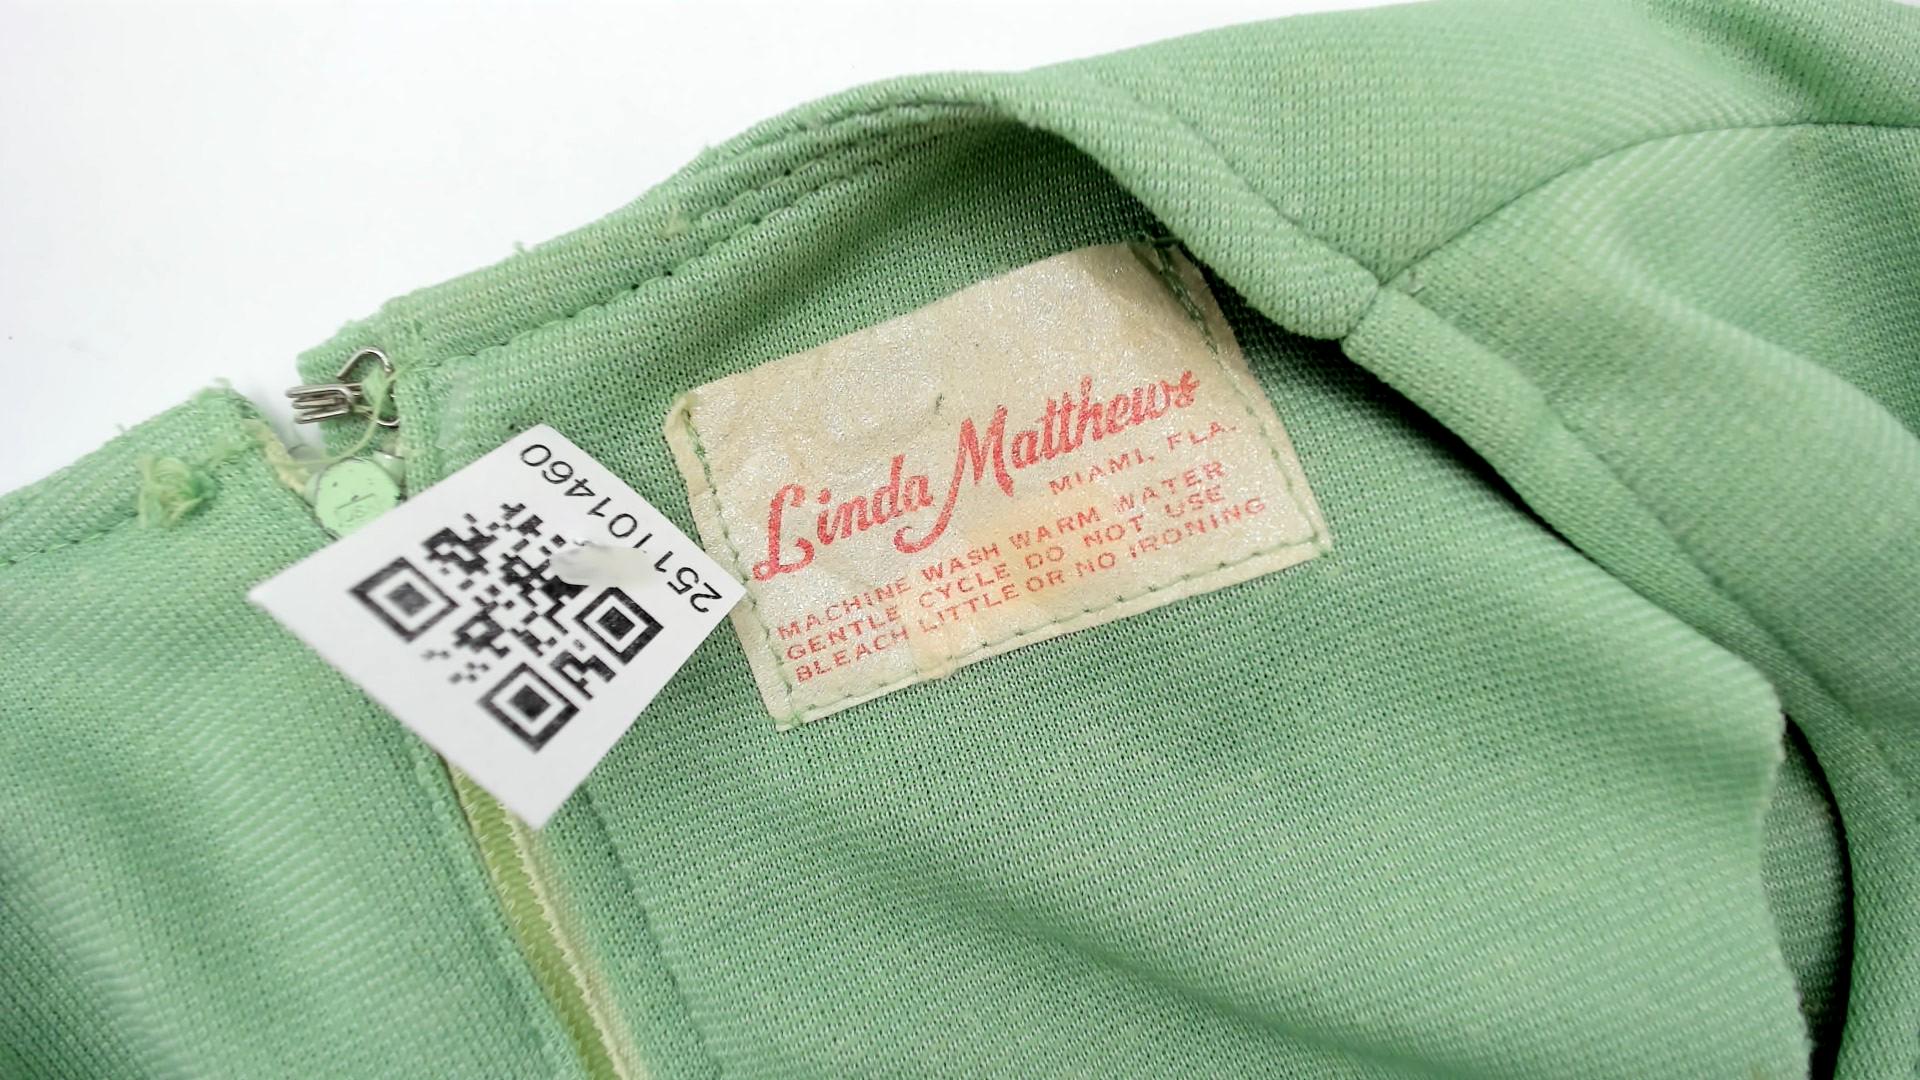 Linda Matthews
MIAMI, FLA.
MACHINE WASH WARM WATER
GENTLE CYCLE DO NOT USE
BLEACH LITTLE OR NO IRONING
251101460